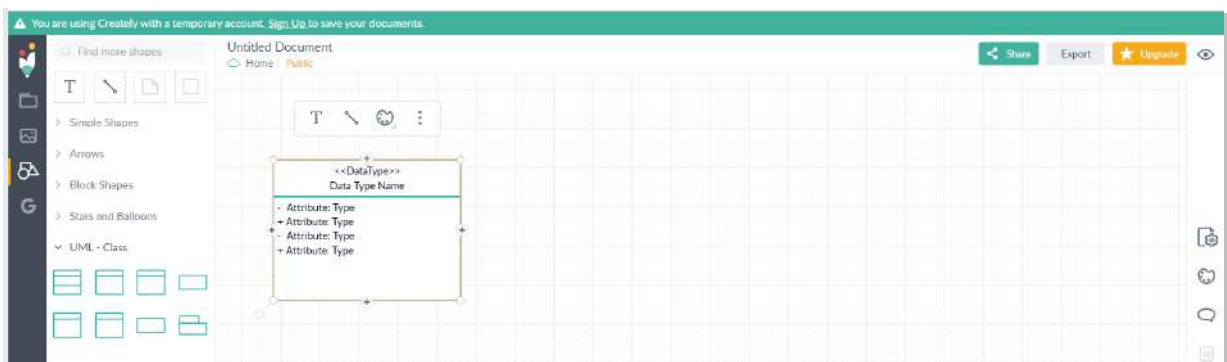 You are using Creately with a temporary account. Sign Up to save your documents.
Find more shapes
Untitled Document
Home / Public
Share
Export
Upgrade
T
Simple Shapes
Arrows
Block Shapes
Stars and Balloons
UML - Class
G
T
<<DataType>>
Data Type Name
- Attribute: Type
+ Attribute: Type
- Attribute: Type
+ Attribute: Type